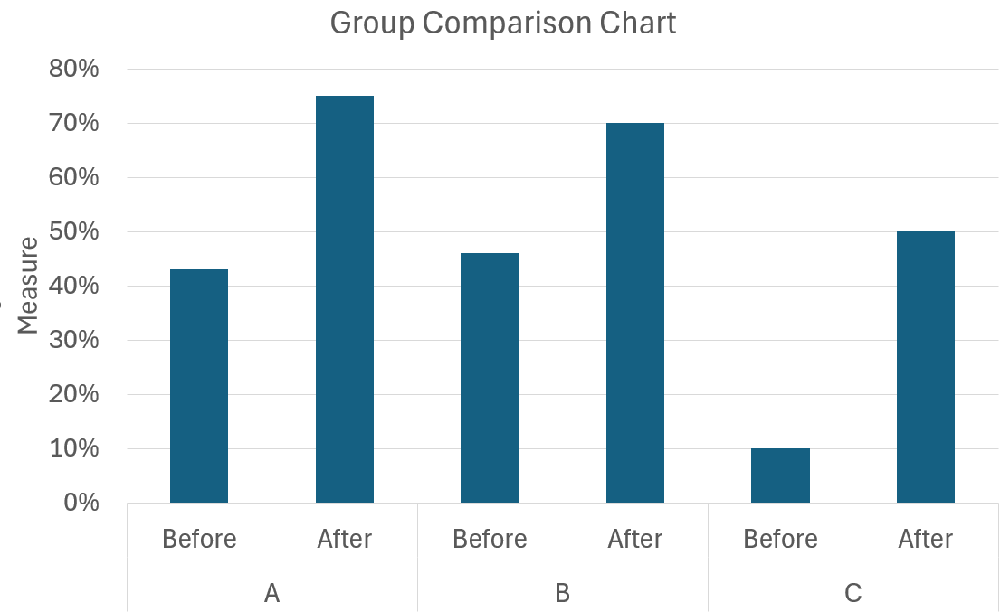 Group Comparison Chart
80%
70%
60%
50%
40%
30%
20%
10%
0%
Measure
Before After Before After Before After
A B C